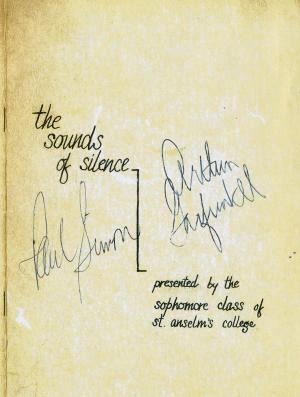 the
sounds
of silence
Paul Simon
Arthur
Garfunkel
presented by the
sophomore class of
st. anselm's college